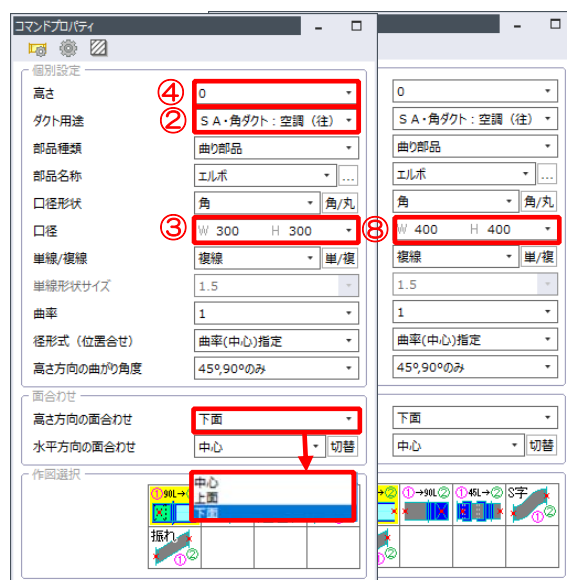 コマンドプロパティ
個別設定
高さ ④ 0
ダクト用途 ② SA・角ダクト：空調（往）
部品種類 曲り部品
部品名称 エルボ ...
口径形状 角 角/丸
口径 ③ W 300 H 300
単線/複線 複線 単/複
単線形状サイズ 1.5
曲率 1
径形式（位置合せ） 曲率(中心)指定
高さ方向の曲がり角度 45°,90°のみ
面合わせ
高さ方向の面合わせ 下面
水平方向の面合わせ 中心 切替
作図選択
①90L→
中心
上面
下面
振れ
①②
0
SA・角ダクト：空調（往）
曲り部品
エルボ ...
角 角/丸
⑧ W 400 H 400
複線 単/複
1.5
1
曲率(中心)指定
45°,90°のみ
下面
中心 切替
→② ①→90L② ①45L→② S字
①②
②